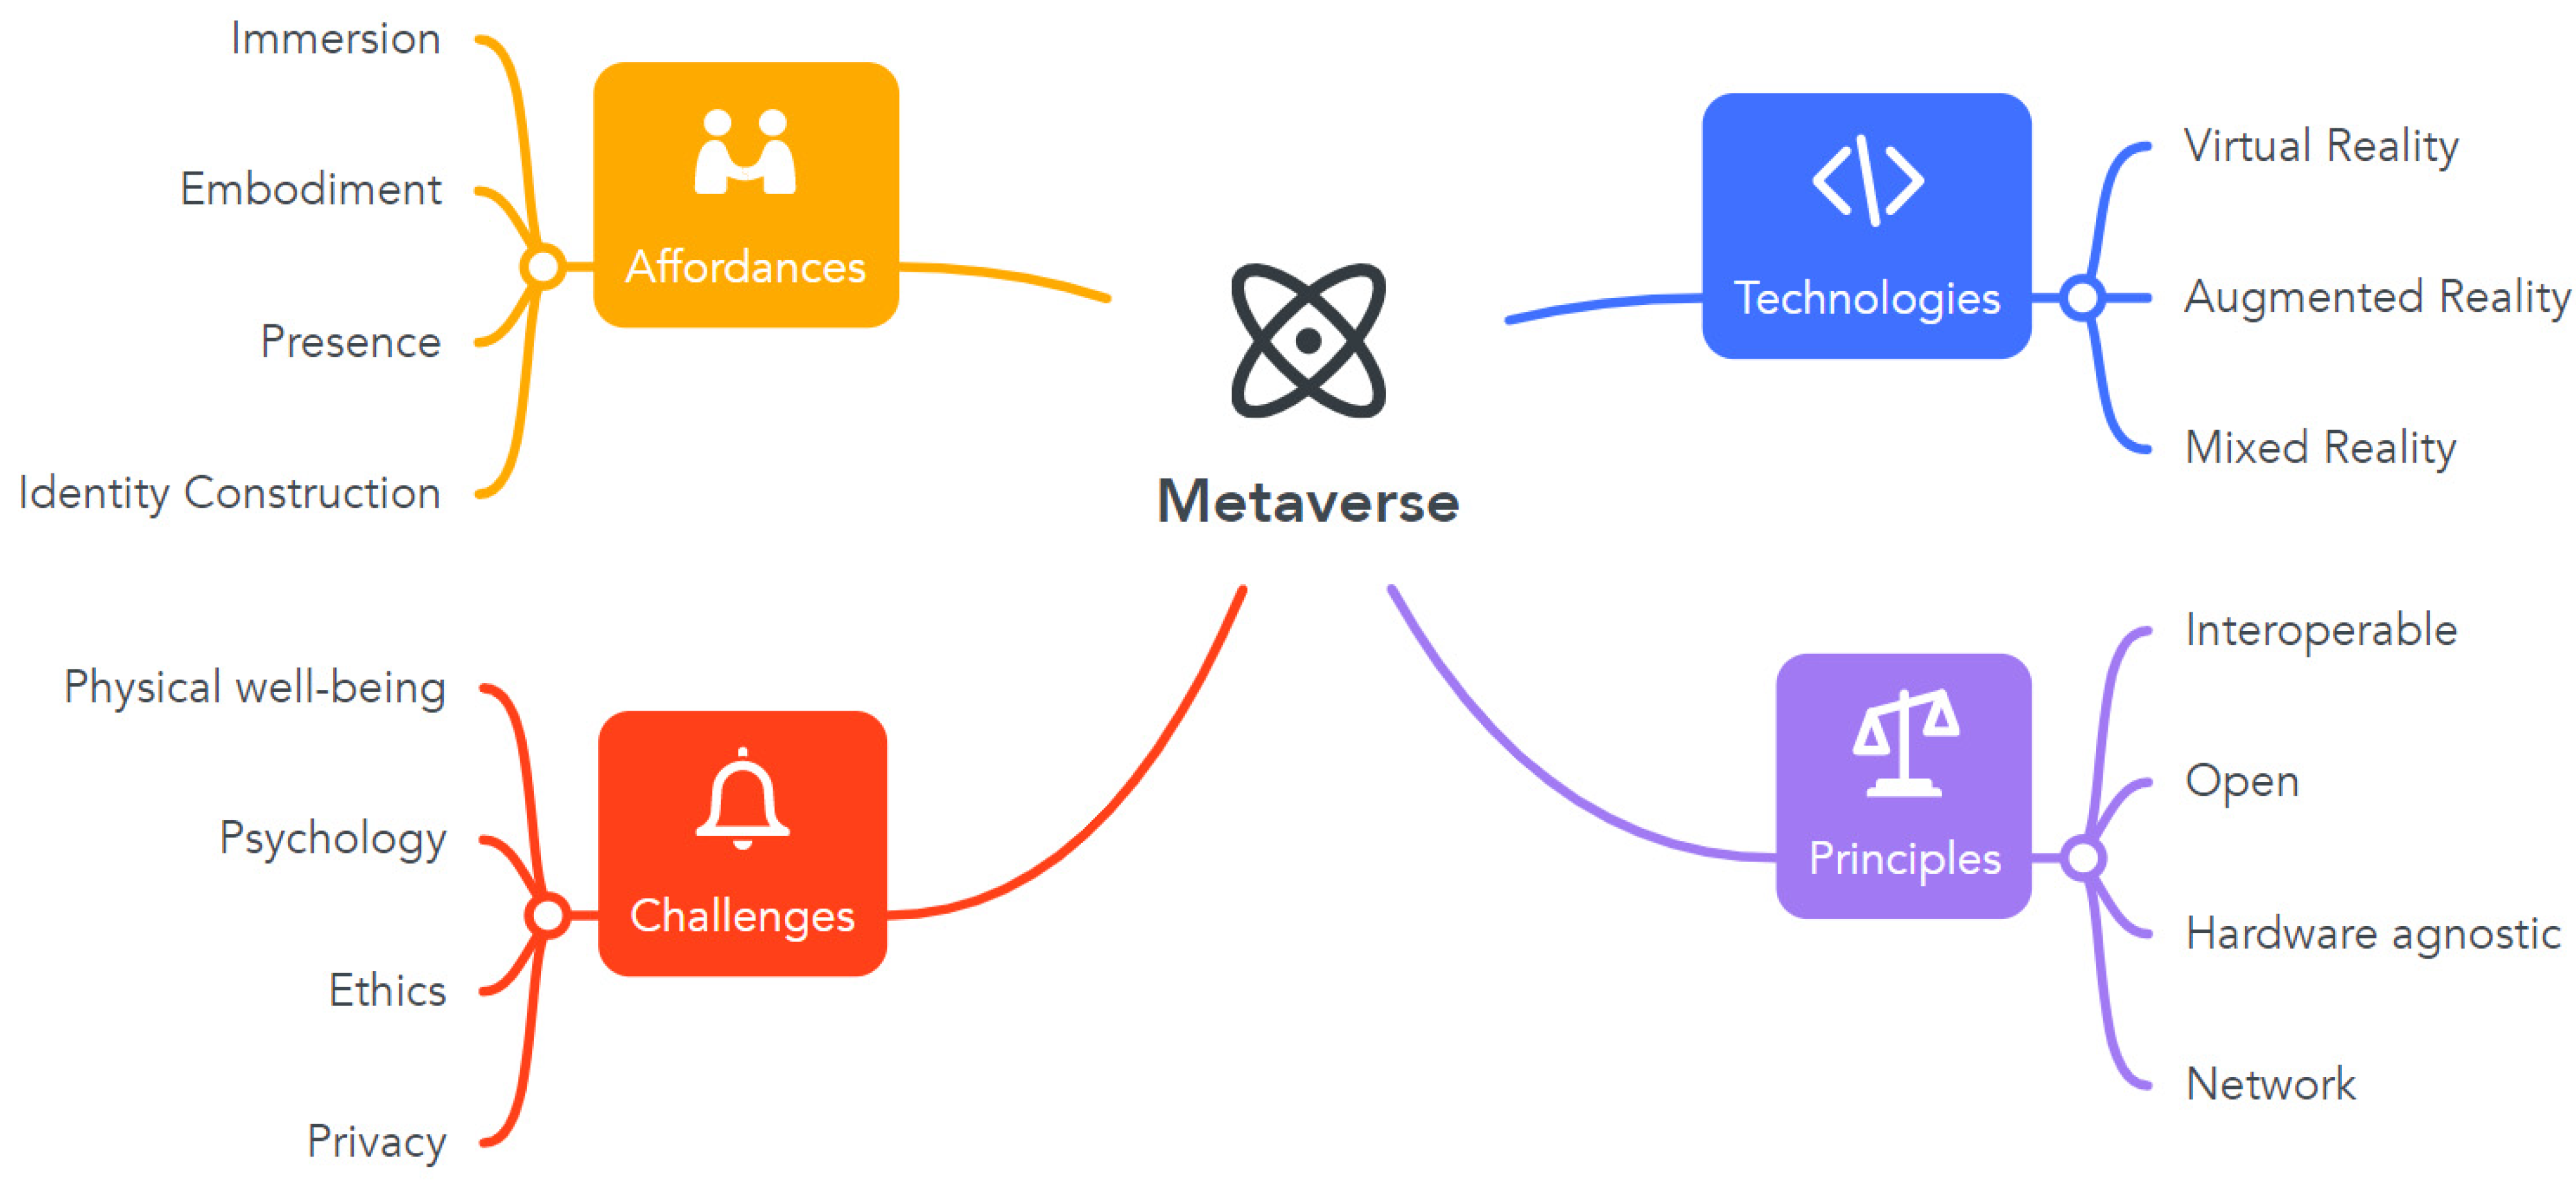 Immersion
Embodiment
Presence
Identity Construction
Affordances
Metaverse
Technologies
Virtual Reality
Augmented Reality
Mixed Reality
Physical well-being
Psychology
Ethics
Privacy
Challenges
Principles
Interoperable
Open
Hardware agnostic
Network